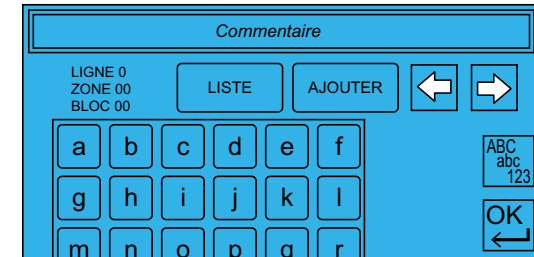 Commentaire
LIGNE 0
ZONE 00
BLOC 00
LISTE
AJOUTER
a b c d e f
ABC
abc
123
g h i j k l
OK
m n o p q r